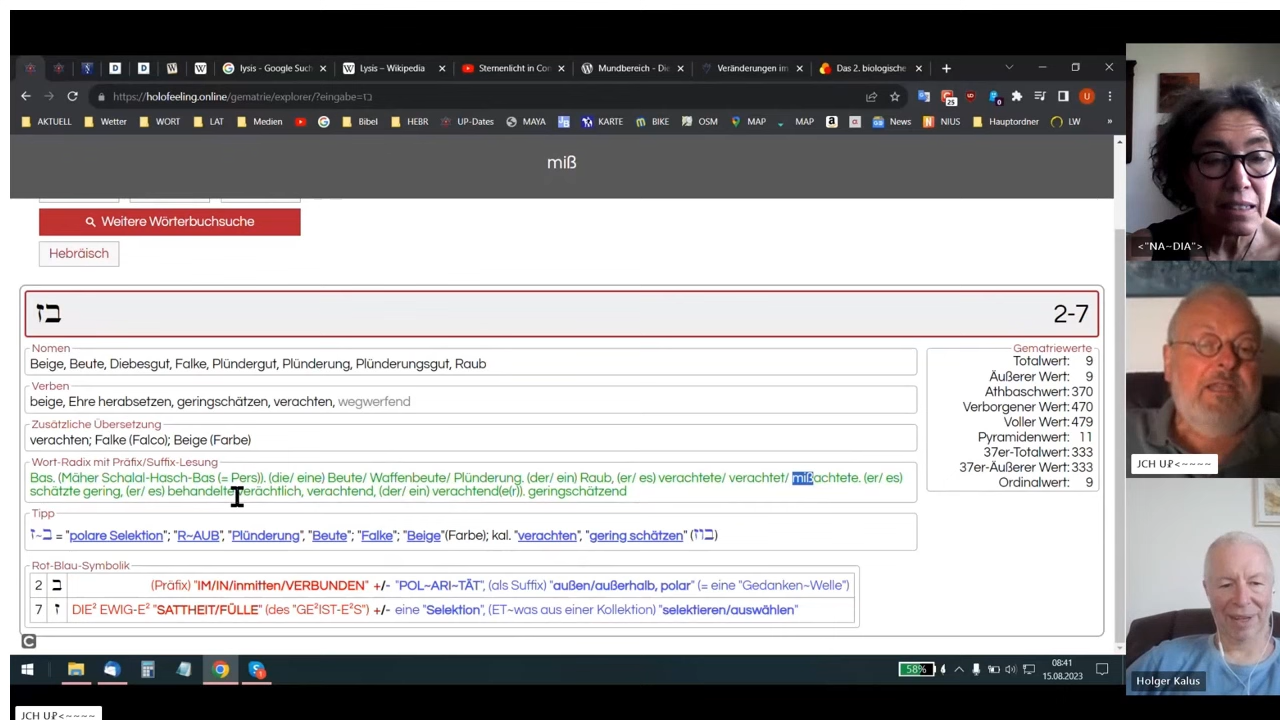 lysis - Google Such
Lysis – Wikipedia
Sternenlicht in Cor
Mundbereich - Die
Veränderungen im
Das 2. biologische
https://holofeeling.online/gematrie/explorer/?eingabe=בז
25
0
U
AKTUELL Wetter WORT LAT Medien Bibel HEBR UP-Dates MAYA KARTE BIKE OSM MAP MAP News NIUS Hauptordner LW »
miß
Weitere Wörterbuchsuche
Hebräisch
בז 2-7
Nomen
Beige, Beute, Diebesgut, Falke, Plündergut, Plünderung, Plünderungsgut, Raub
Verben
beige, Ehre herabsetzen, geringschätzen, verachten, wegwerfend
Zusätzliche Übersetzung
verachten; Falke (Falco); Beige (Farbe)
Wort-Radix mit Präfix/Suffix-Lesung
Bas. (Mäher Schalal-Hasch-Bas (= Pers)). (die/ eine) Beute/ Waffenbeute/ Plünderung. (der/ ein) Raub, (er/ es) verachtete/ verachtet/ mißachtete. (er/ es)
schätzte gering, (er/ es) behandelte verächtlich, verachtend, (der/ ein) verachtend(e(r)). geringschätzend
Tipp
ב~ז = "polare Selektion"; "R~AUB", "Plünderung", "Beute"; "Falke"; "Beige"(Farbe); kal. "verachten", "gering schätzen" (בוז)
Rot-Blau-Symbolik
2 ב (Präfix) "IM/IN/inmitten/VERBUNDEN" +/- "POL~ARI~TÄT", (als Suffix) "außen/außerhalb, polar" (= eine "Gedanken~Welle")
7 ז DIE² EWIG-E² "SATTHEIT/FÜLLE" (des "GE²IST-E²S") +/- eine "Selektion", (ET~was aus einer Kollektion) "selektieren/auswählen"
Gematriewerte
Totalwert: 9
Äußerer Wert: 9
Athbaschwert: 370
Verborgener Wert: 470
Voller Wert: 479
Pyramidenwert: 11
37er-Totalwert: 333
37er-Äußerer Wert: 333
Ordinalwert: 9
C
58%
08:41
15.08.2023
<"NA~DIA">
JCH UP<~~~~
Holger Kalus
JCH UP<~~~~